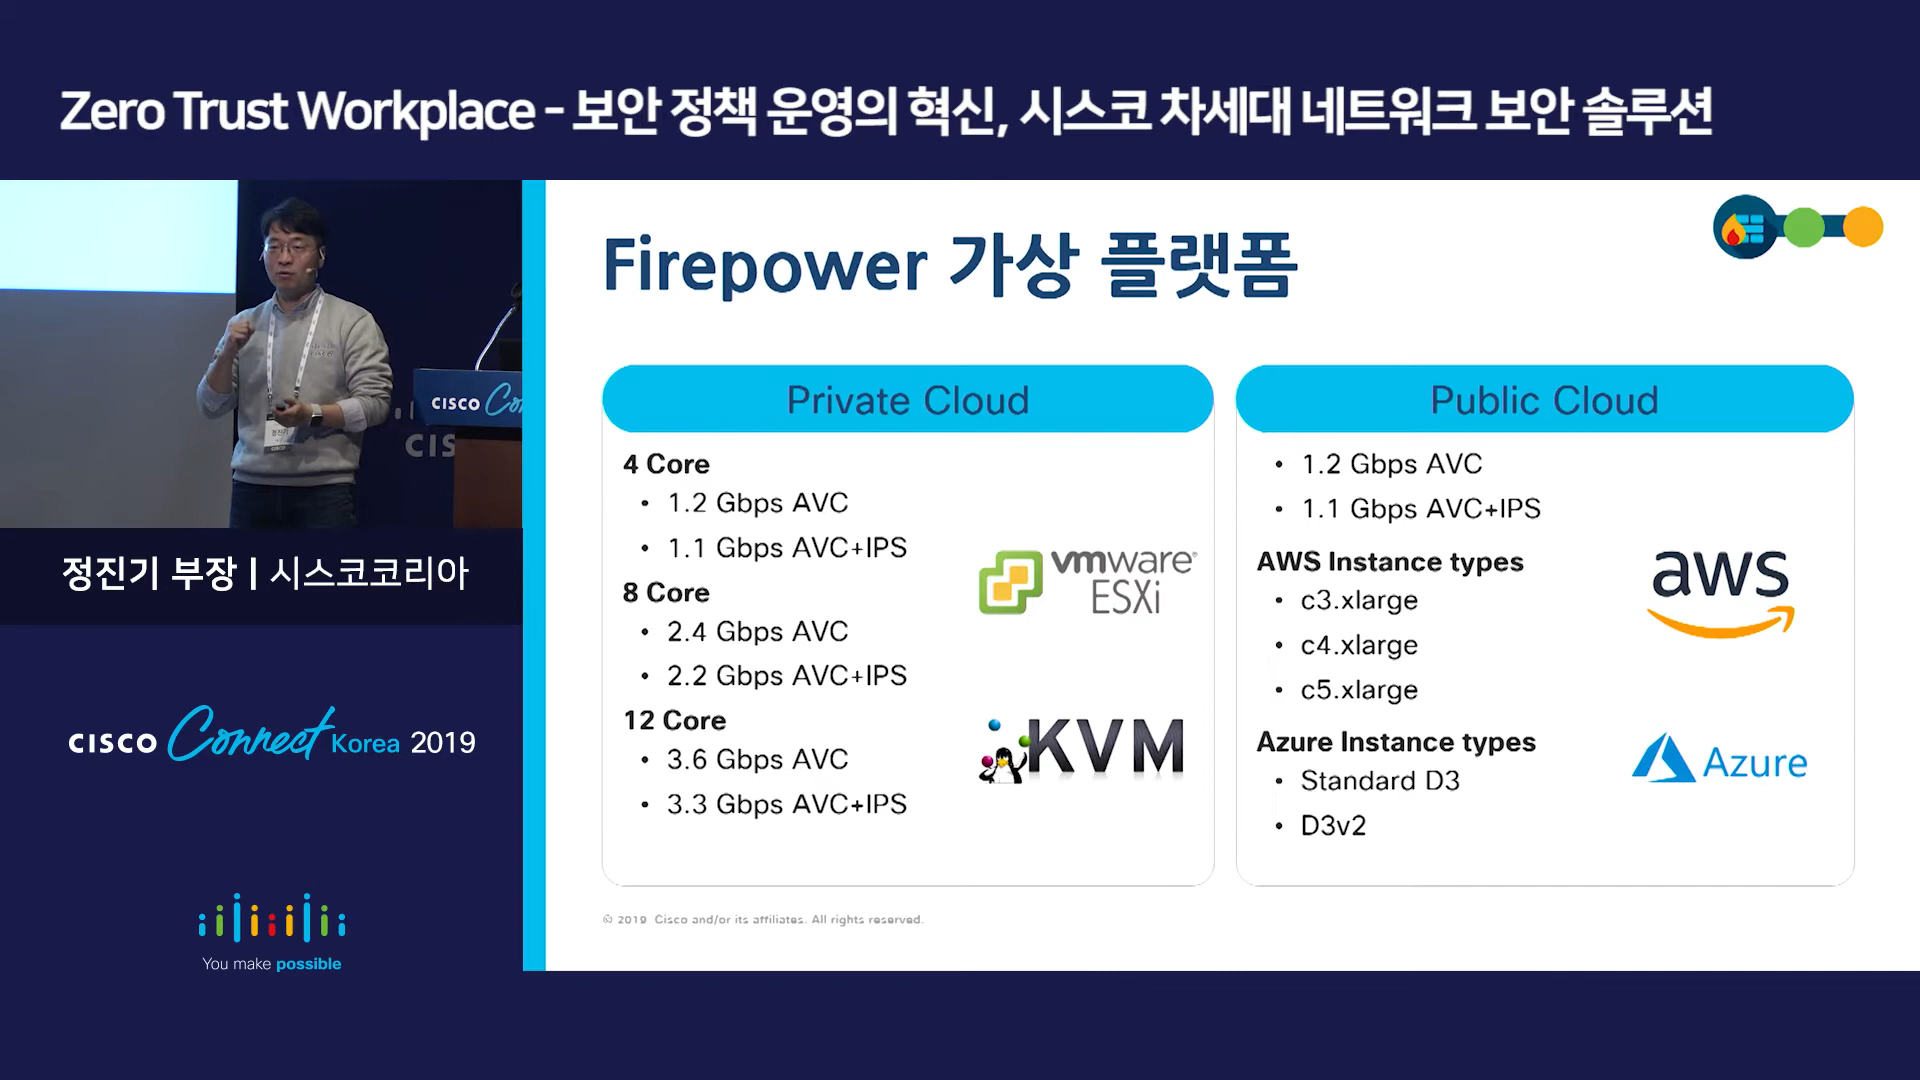 Zero Trust Workplace - 보안 정책 운영의 혁신, 시스코 차세대 네트워크 보안 솔루션
CISCO
CIS
정진기
정진기 부장 | 시스코코리아
CISCO Connect Korea 2019
You make possible
Firepower 가상 플랫폼
Private Cloud
4 Core
• 1.2 Gbps AVC
• 1.1 Gbps AVC+IPS
8 Core
• 2.4 Gbps AVC
• 2.2 Gbps AVC+IPS
12 Core
• 3.6 Gbps AVC
• 3.3 Gbps AVC+IPS
vmware®
ESXi
KVM
Public Cloud
• 1.2 Gbps AVC
• 1.1 Gbps AVC+IPS
AWS Instance types
• c3.xlarge
• c4.xlarge
• c5.xlarge
aws
Azure Instance types
• Standard D3
• D3v2
Azure
© 2019 Cisco and/or its affiliates. All rights reserved.